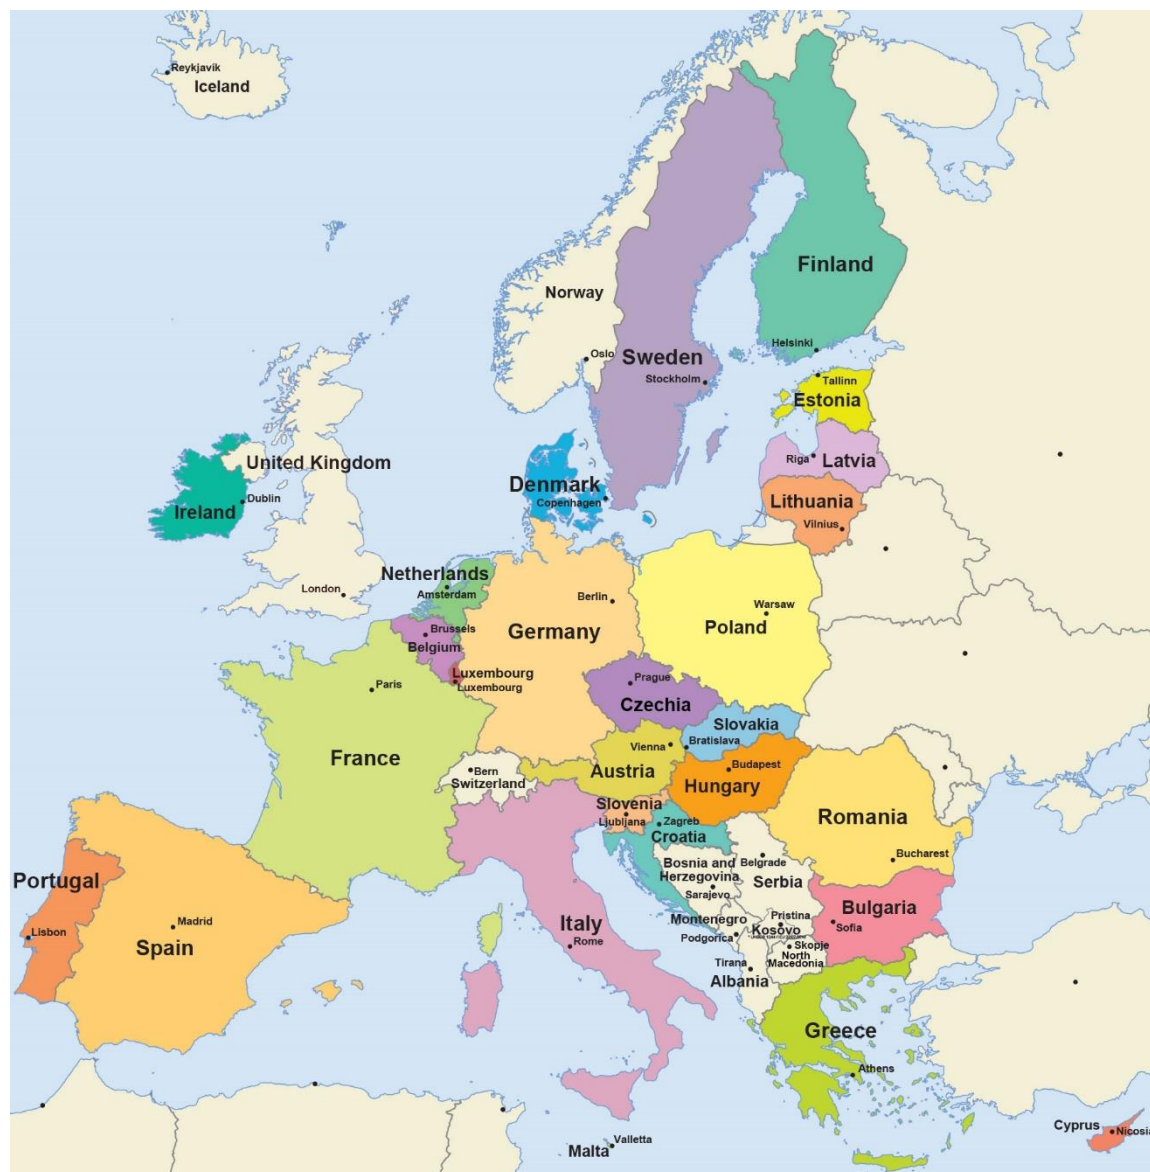 Reykjavik
Iceland
Finland
Norway
Helsinki
Oslo
Sweden
Stockholm
Tallinn
Estonia
Riga
Latvia
United Kingdom
Denmark
Copenhagen
Lithuania
Vilnius
Dublin
Ireland
Netherlands
Amsterdam
London
Berlin
Warsaw
Poland
Germany
Brussels
Belgium
Luxembourg
Luxembourg
Paris
Prague
Czechia
Slovakia
Bratislava
Vienna
France
Austria
Budapest
Hungary
Bern
Switzerland
Slovenia
Ljubljana
Zagreb
Croatia
Romania
Bucharest
Bosnia and
Herzegovina
Sarajevo
Belgrade
Serbia
Portugal
Lisbon
Madrid
Spain
Italy
Rome
Montenegro
Podgorica
Pristina
Kosovo
Bulgaria
Sofia
Skopje
North
Macedonia
Tirana
Albania
Greece
Athens
Cyprus
Nicosia
Valletta
Malta